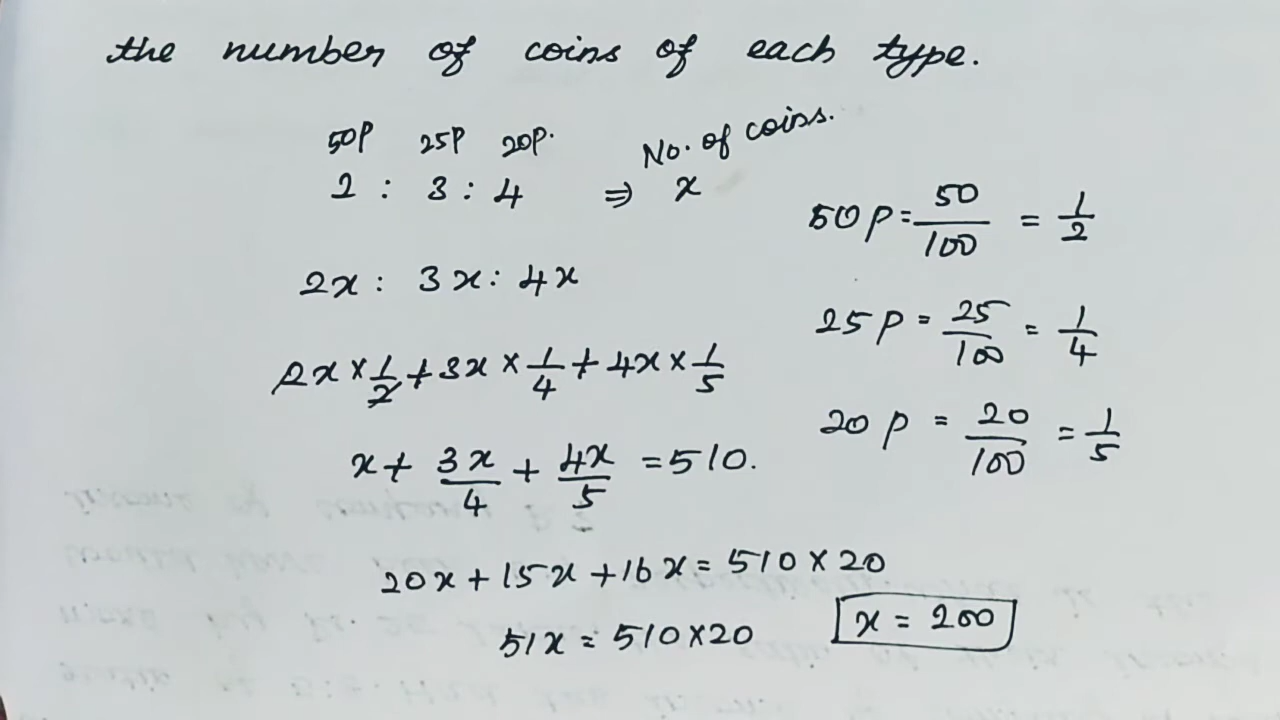 the number of coins of each type.
50P 25P 20P. No. of coins.
2 : 3 : 4 ⇒ x
50P = 50/100 = 1/2
2x : 3x : 4x
25P = 25/100 = 1/4
2x × 1/2 + 3x × 1/4 + 4x × 1/5
20P = 20/100 = 1/5
x + 3x/4 + 4x/5 = 510.
20x + 15x + 16x = 510 × 20
51x = 510 × 20
x = 200